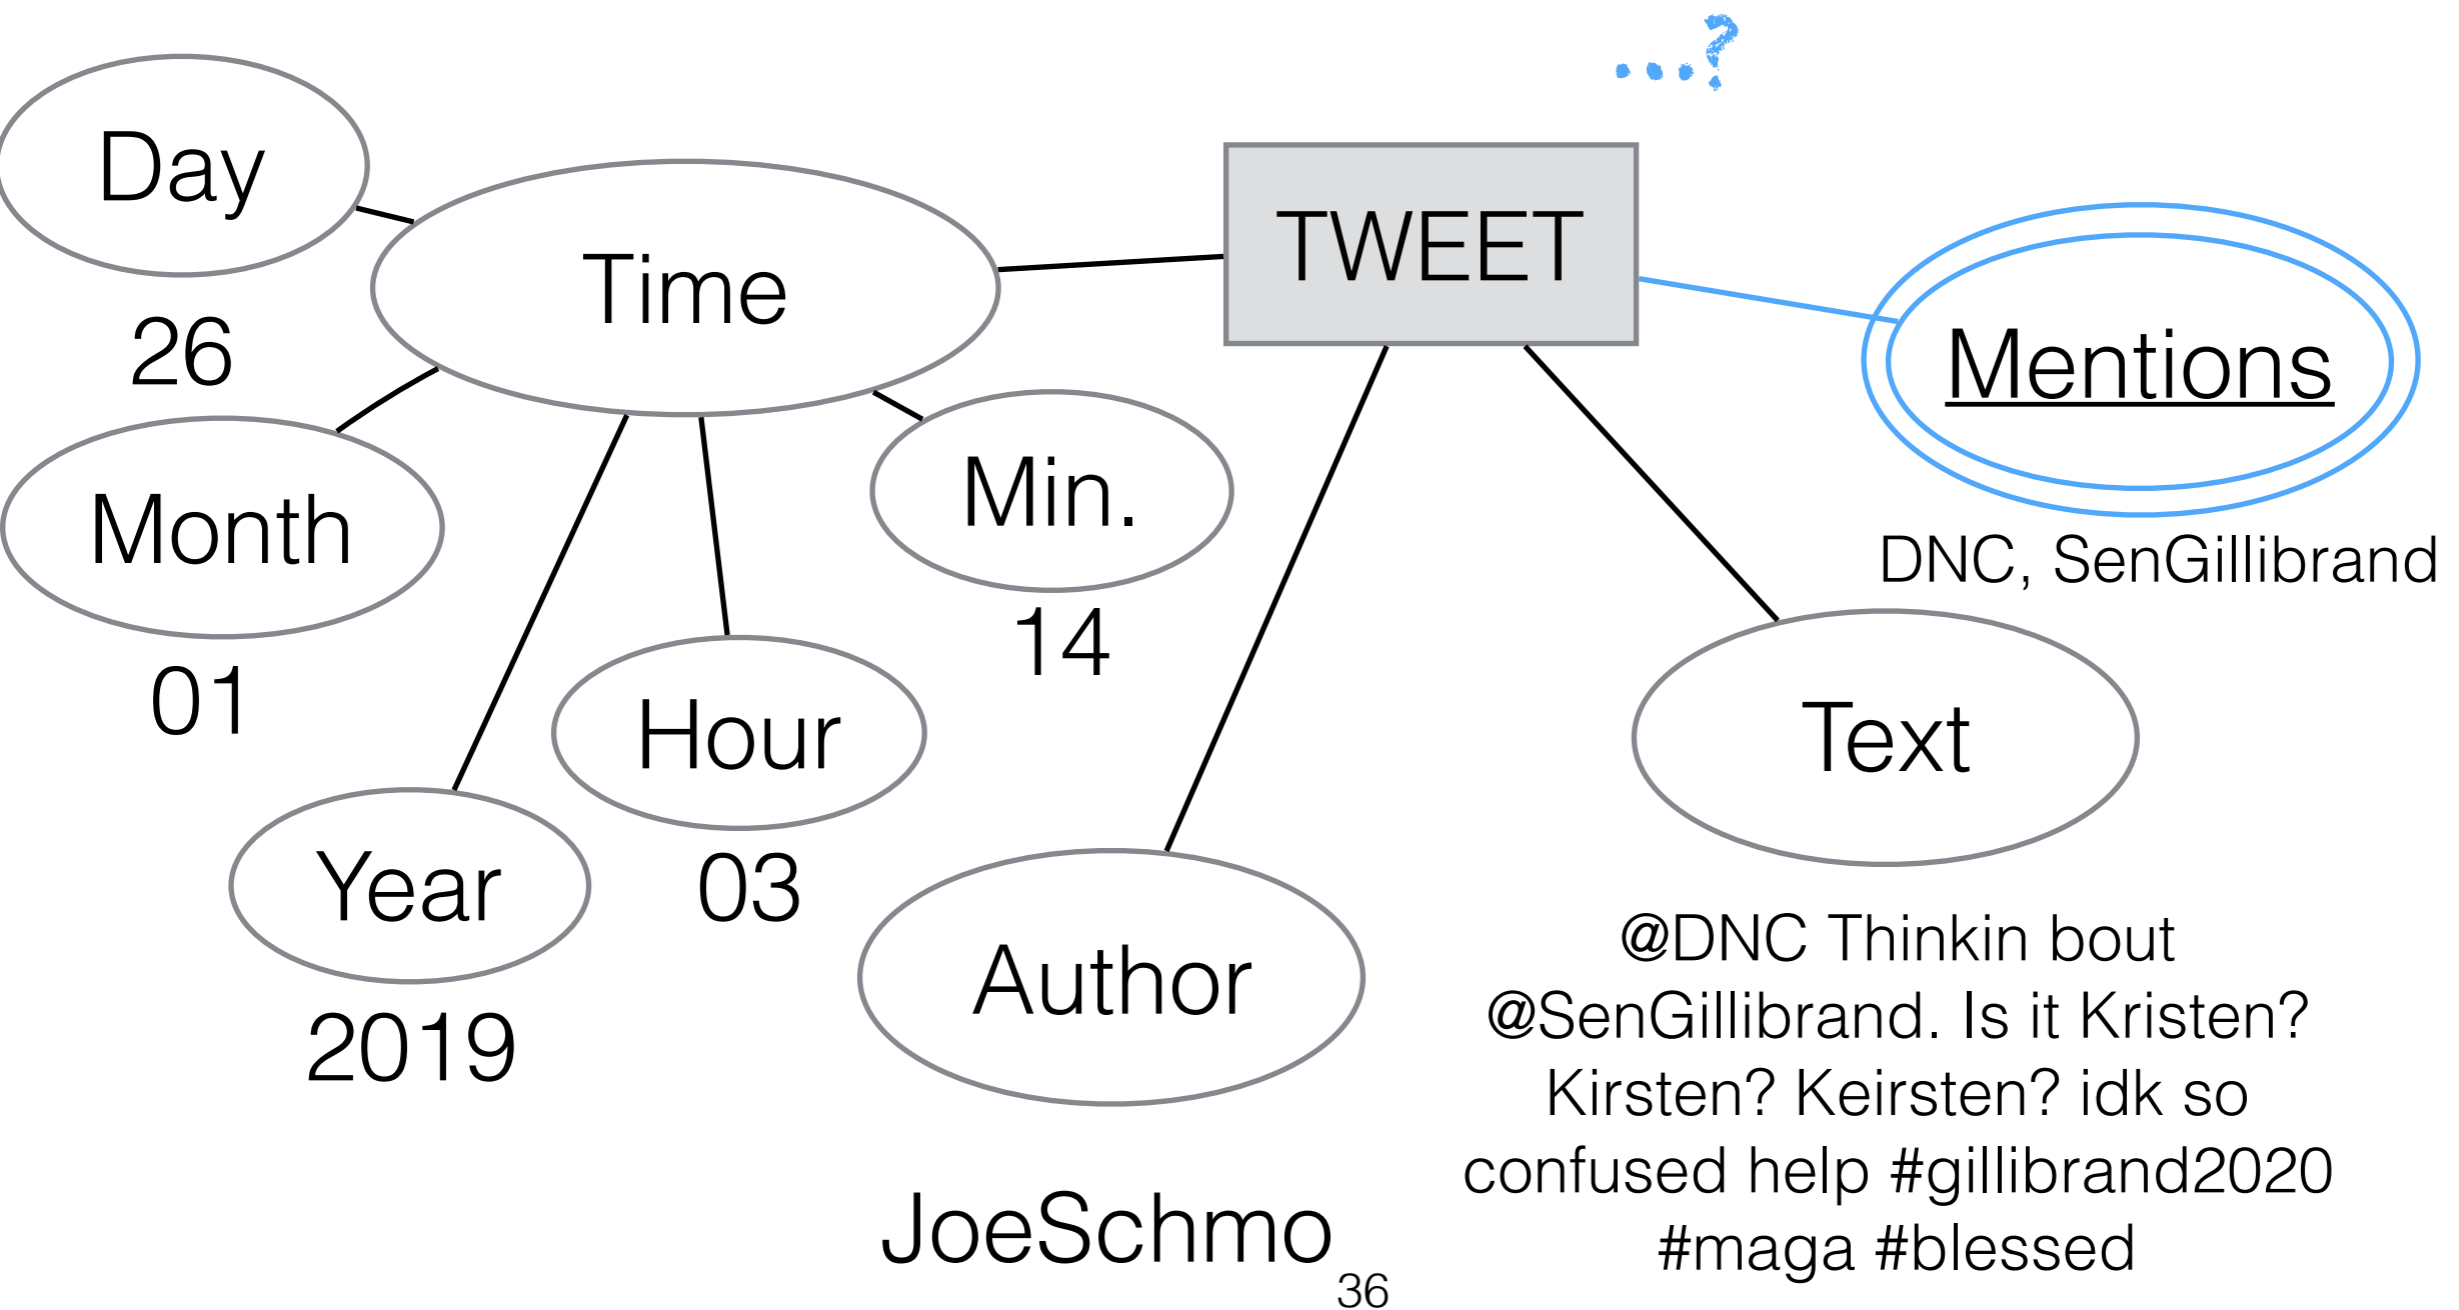 ...?
Day
26
Time
TWEET
Mentions
DNC, SenGillibrand
Month
01
Min.
14
Hour
03
Year
2019
Text
@DNC Thinkin bout
@SenGillibrand. Is it Kristen?
Kirsten? Keirsten? idk so
confused help #gillibrand2020
#maga #blessed
Author
JoeSchmo
36